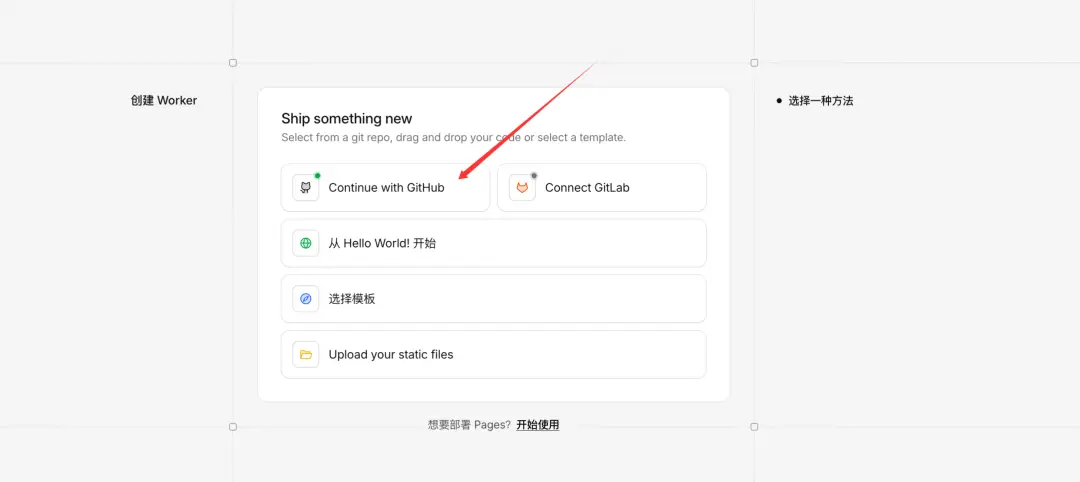 创建 Worker
Ship something new
Select from a git repo, drag and drop your code or select a template.
Continue with GitHub
Connect GitLab
从 Hello World! 开始
选择模板
Upload your static files
想要部署 Pages? 开始使用
选择一种方法